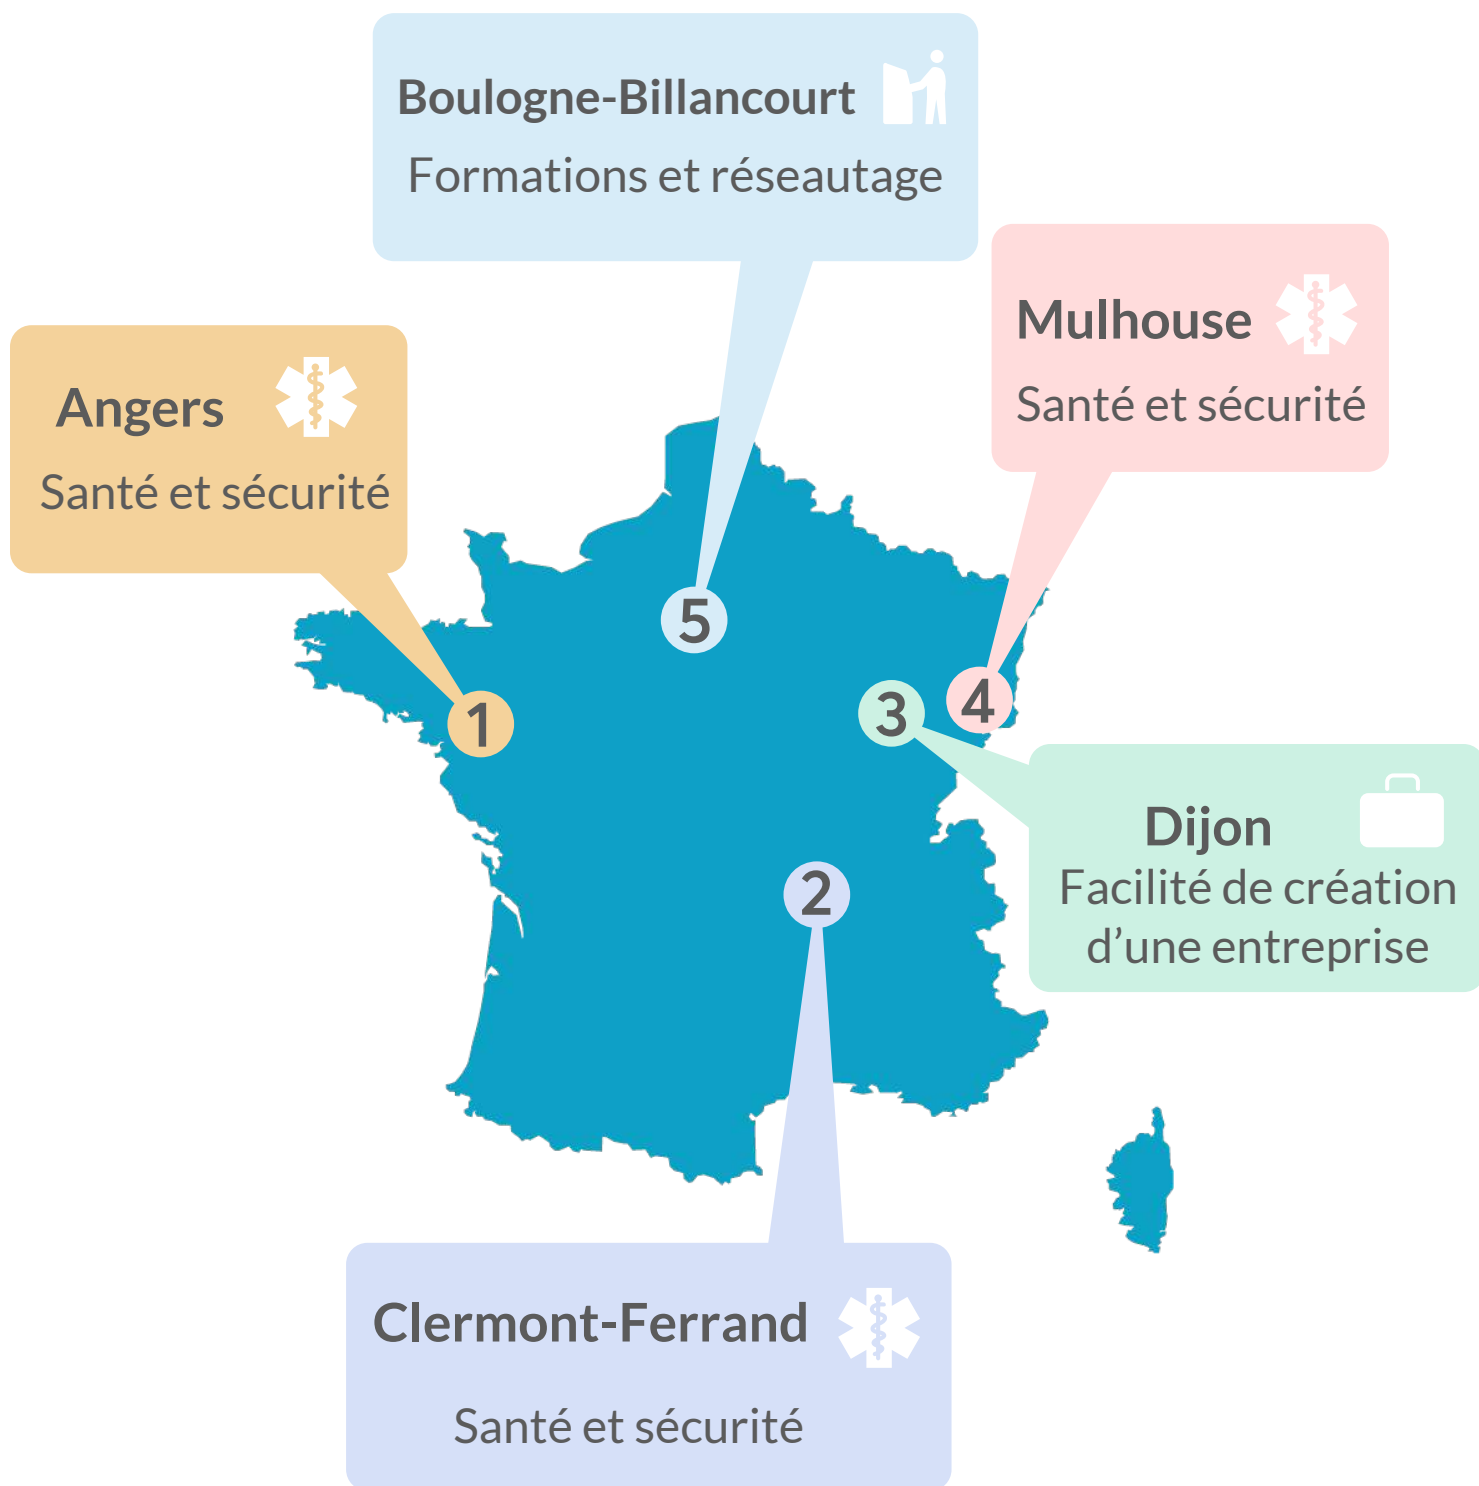 Boulogne-Billancourt
Formations et réseautage
Mulhouse
Santé et sécurité
Angers
Santé et sécurité
5
4
3
1
Dijon
Facilité de création
d’une entreprise
2
Clermont-Ferrand
Santé et sécurité